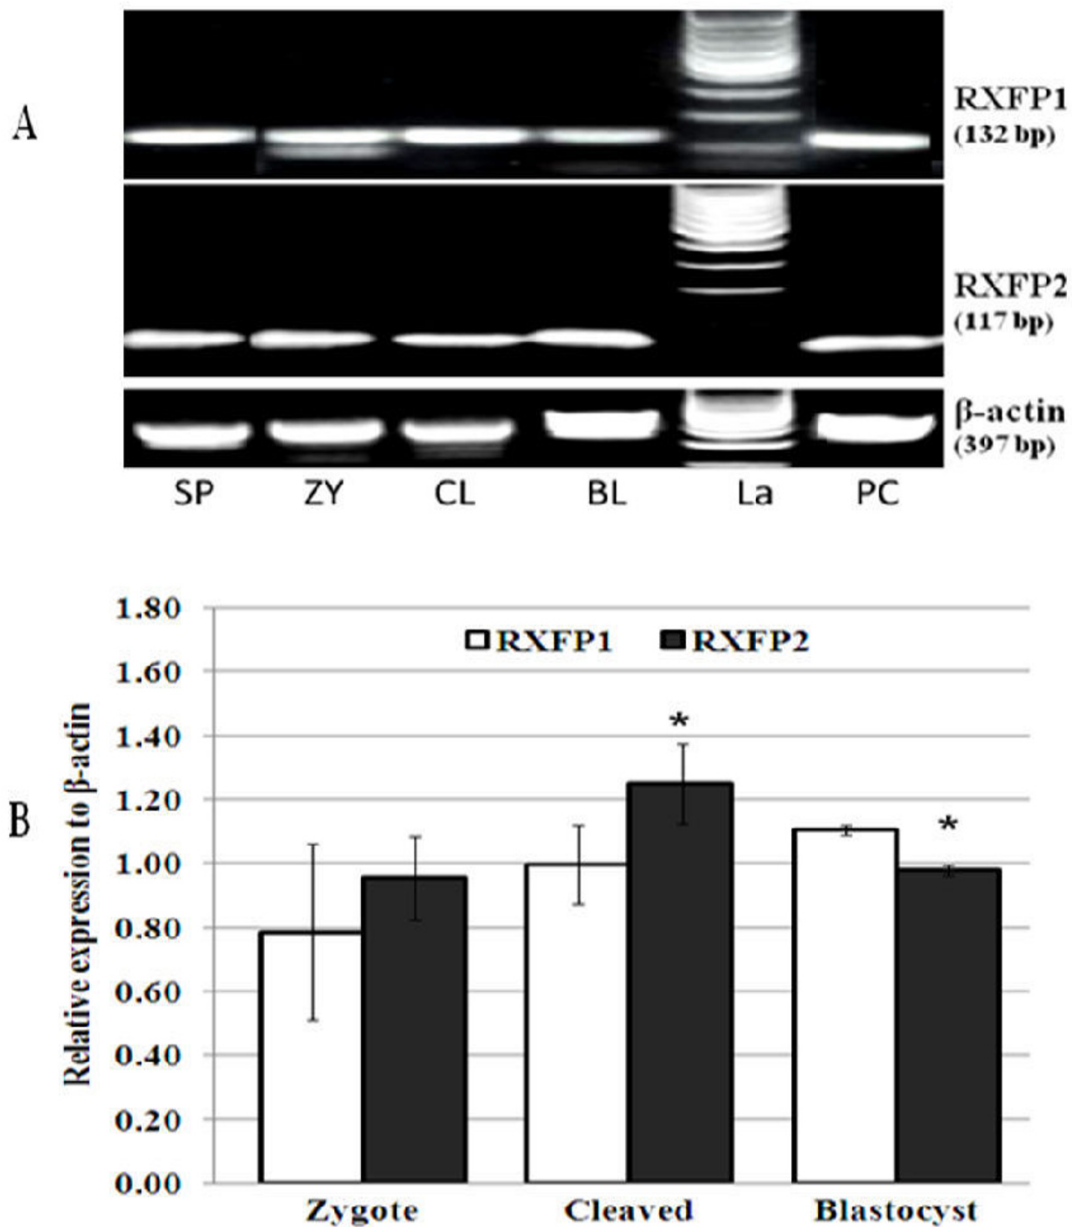 A
RXFP1
(132 bp)
RXFP2
(117 bp)
β-actin
(397 bp)
SP ZY CL BL La PC
B
Relative expression to β-actin
1.80
1.60
1.40
1.20
1.00
0.80
0.60
0.40
0.20
0.00
RXFP1 RXFP2
*
*
Zygote Cleaved Blastocyst